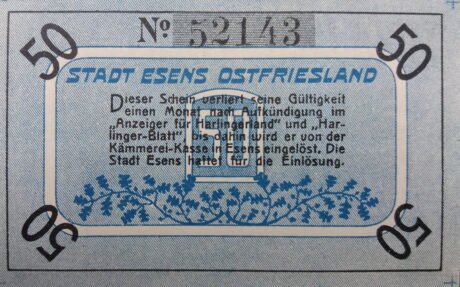 50 Nº 52143 50
STADT ESENS OSTFRIESLAND
Dieser Schein verliert seine Gültigkeit
einen Monat nach Aufkündigung im
„Anzeiger für Harlingerland" und „Har-
linger-Blatt", bis dahin wird er von der
Kämmerei-Kasse in Esens eingelöst. Die
Stadt Esens haftet für die Einlösung.
50
50 50